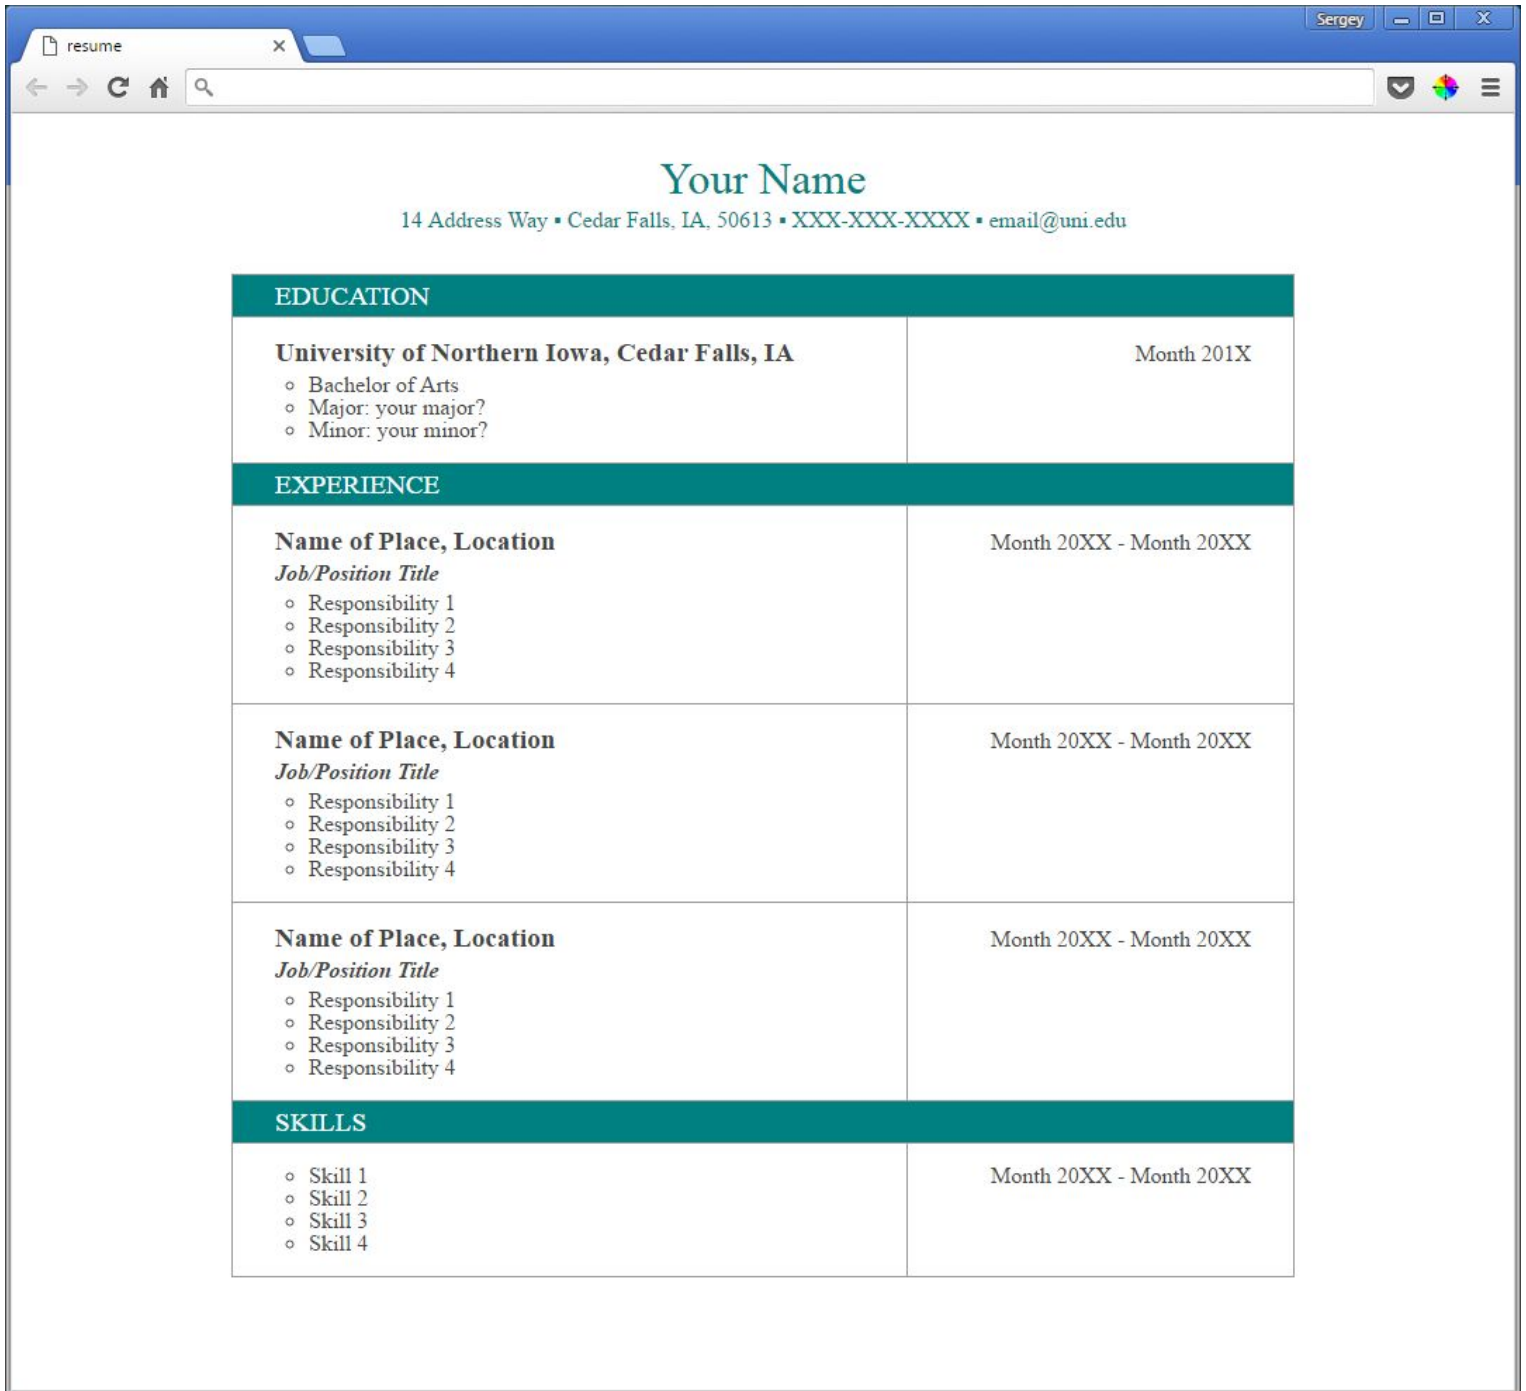 Sergey
resume
Your Name
14 Address Way ▪ Cedar Falls, IA, 50613 ▪ XXX-XXX-XXXX ▪ email@uni.edu
EDUCATION
University of Northern Iowa, Cedar Falls, IA Month 201X
Bachelor of Arts
Major: your major?
Minor: your minor?
EXPERIENCE
Name of Place, Location Month 20XX - Month 20XX
Job/Position Title
Responsibility 1
Responsibility 2
Responsibility 3
Responsibility 4
Name of Place, Location Month 20XX - Month 20XX
Job/Position Title
Responsibility 1
Responsibility 2
Responsibility 3
Responsibility 4
Name of Place, Location Month 20XX - Month 20XX
Job/Position Title
Responsibility 1
Responsibility 2
Responsibility 3
Responsibility 4
SKILLS
Skill 1 Month 20XX - Month 20XX
Skill 2
Skill 3
Skill 4